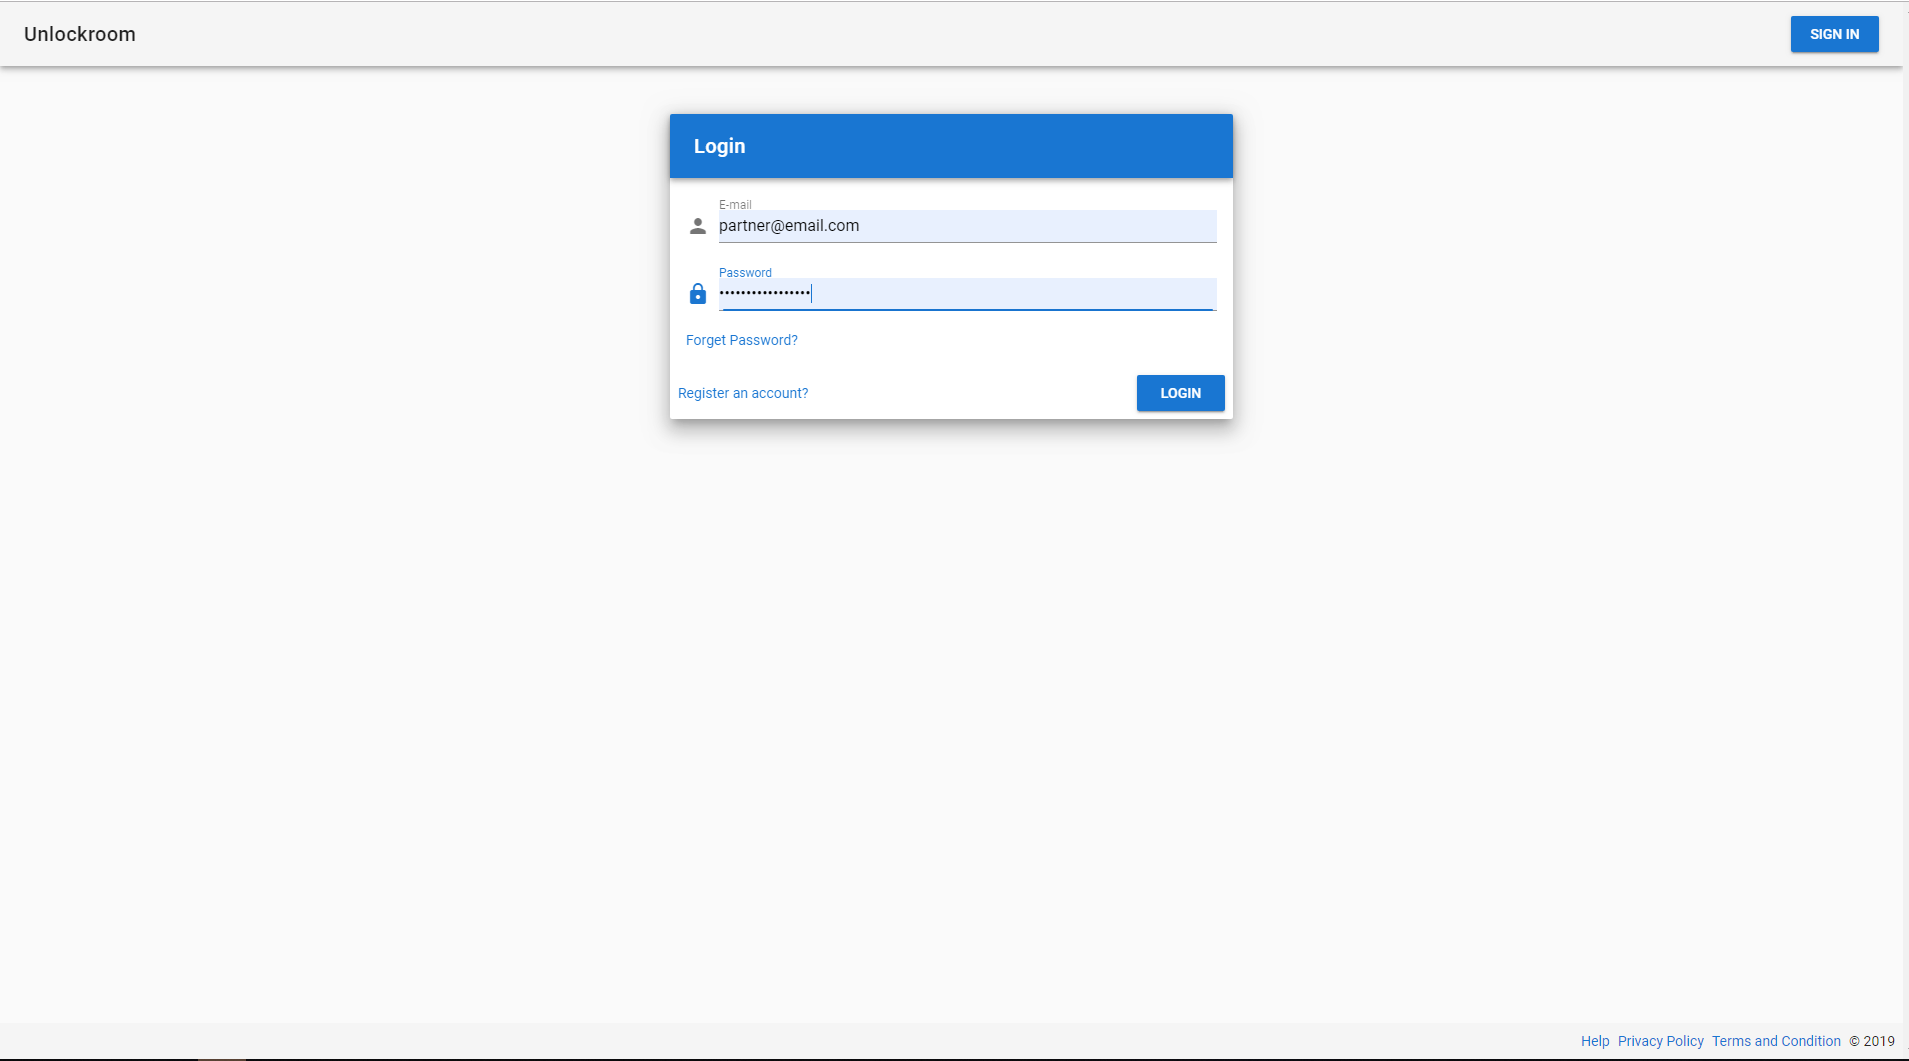 Unlockroom
SIGN IN
Login
E-mail
partner@email.com
Password
•••••••••••••••••
Forget Password?
Register an account?
LOGIN
Help Privacy Policy Terms and Condition © 2019